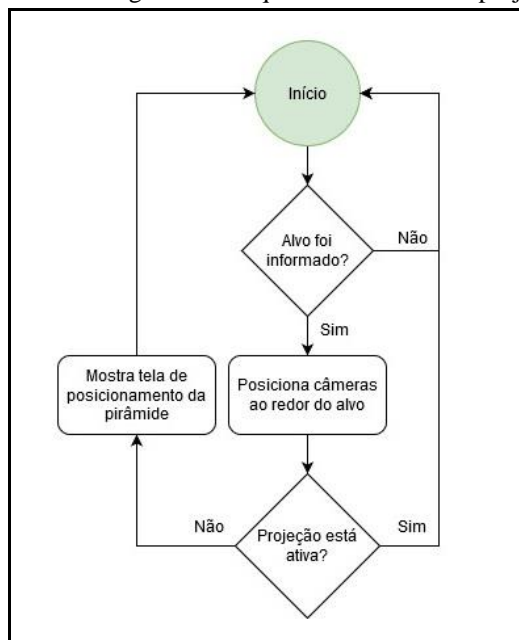 Início
Alvo foi
informado?
Não
Sim
Mostra tela de
posicionamento da
pirâmide
Posiciona câmeras
ao redor do alvo
Não
Projeção está
ativa?
Sim